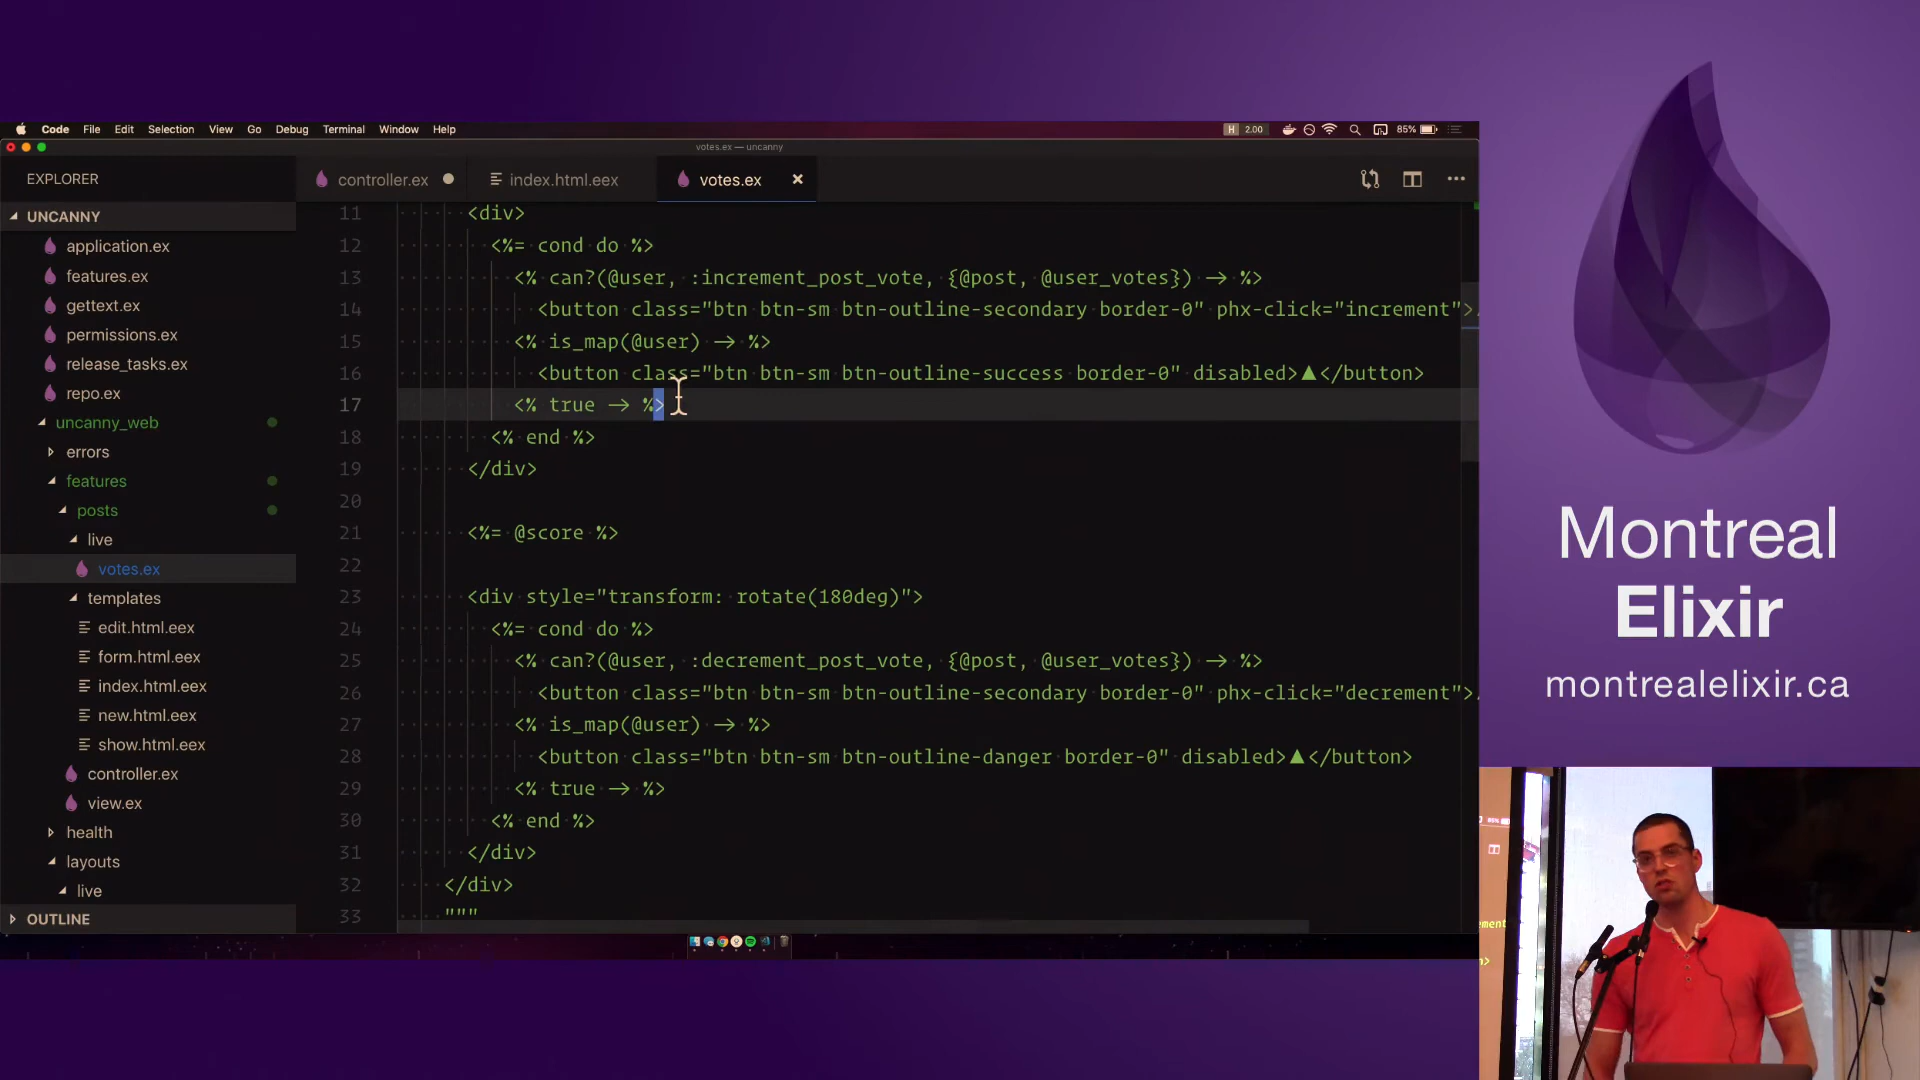 Code File Edit Selection View Go Debug Terminal Window Help
H 2.00 85%
votes.ex — uncanny
EXPLORER
controller.ex
index.html.eex
votes.ex
UNCANNY
application.ex
features.ex
gettext.ex
permissions.ex
release_tasks.ex
repo.ex
uncanny_web
errors
features
posts
live
votes.ex
templates
edit.html.eex
form.html.eex
index.html.eex
new.html.eex
show.html.eex
controller.ex
view.ex
health
layouts
live
OUTLINE
11 <div>
12 <%= cond do %>
13 <% can?(@user, :increment_post_vote, {@post, @user_votes}) -> %>
14 <button class="btn btn-sm btn-outline-secondary border-0" phx-click="increment">
15 <% is_map(@user) -> %>
16 <button class="btn btn-sm btn-outline-success border-0" disabled>▲</button>
17 <% true -> %>
18 <% end %>
19 </div>
20
21 <%= @score %>
22
23 <div style="transform: rotate(180deg)">
24 <%= cond do %>
25 <% can?(@user, :decrement_post_vote, {@post, @user_votes}) -> %>
26 <button class="btn btn-sm btn-outline-secondary border-0" phx-click="decrement">
27 <% is_map(@user) -> %>
28 <button class="btn btn-sm btn-outline-danger border-0" disabled>▲</button>
29 <% true -> %>
30 <% end %>
31 </div>
32 </div>
33 """
Montreal
Elixir
montrealelixir.ca